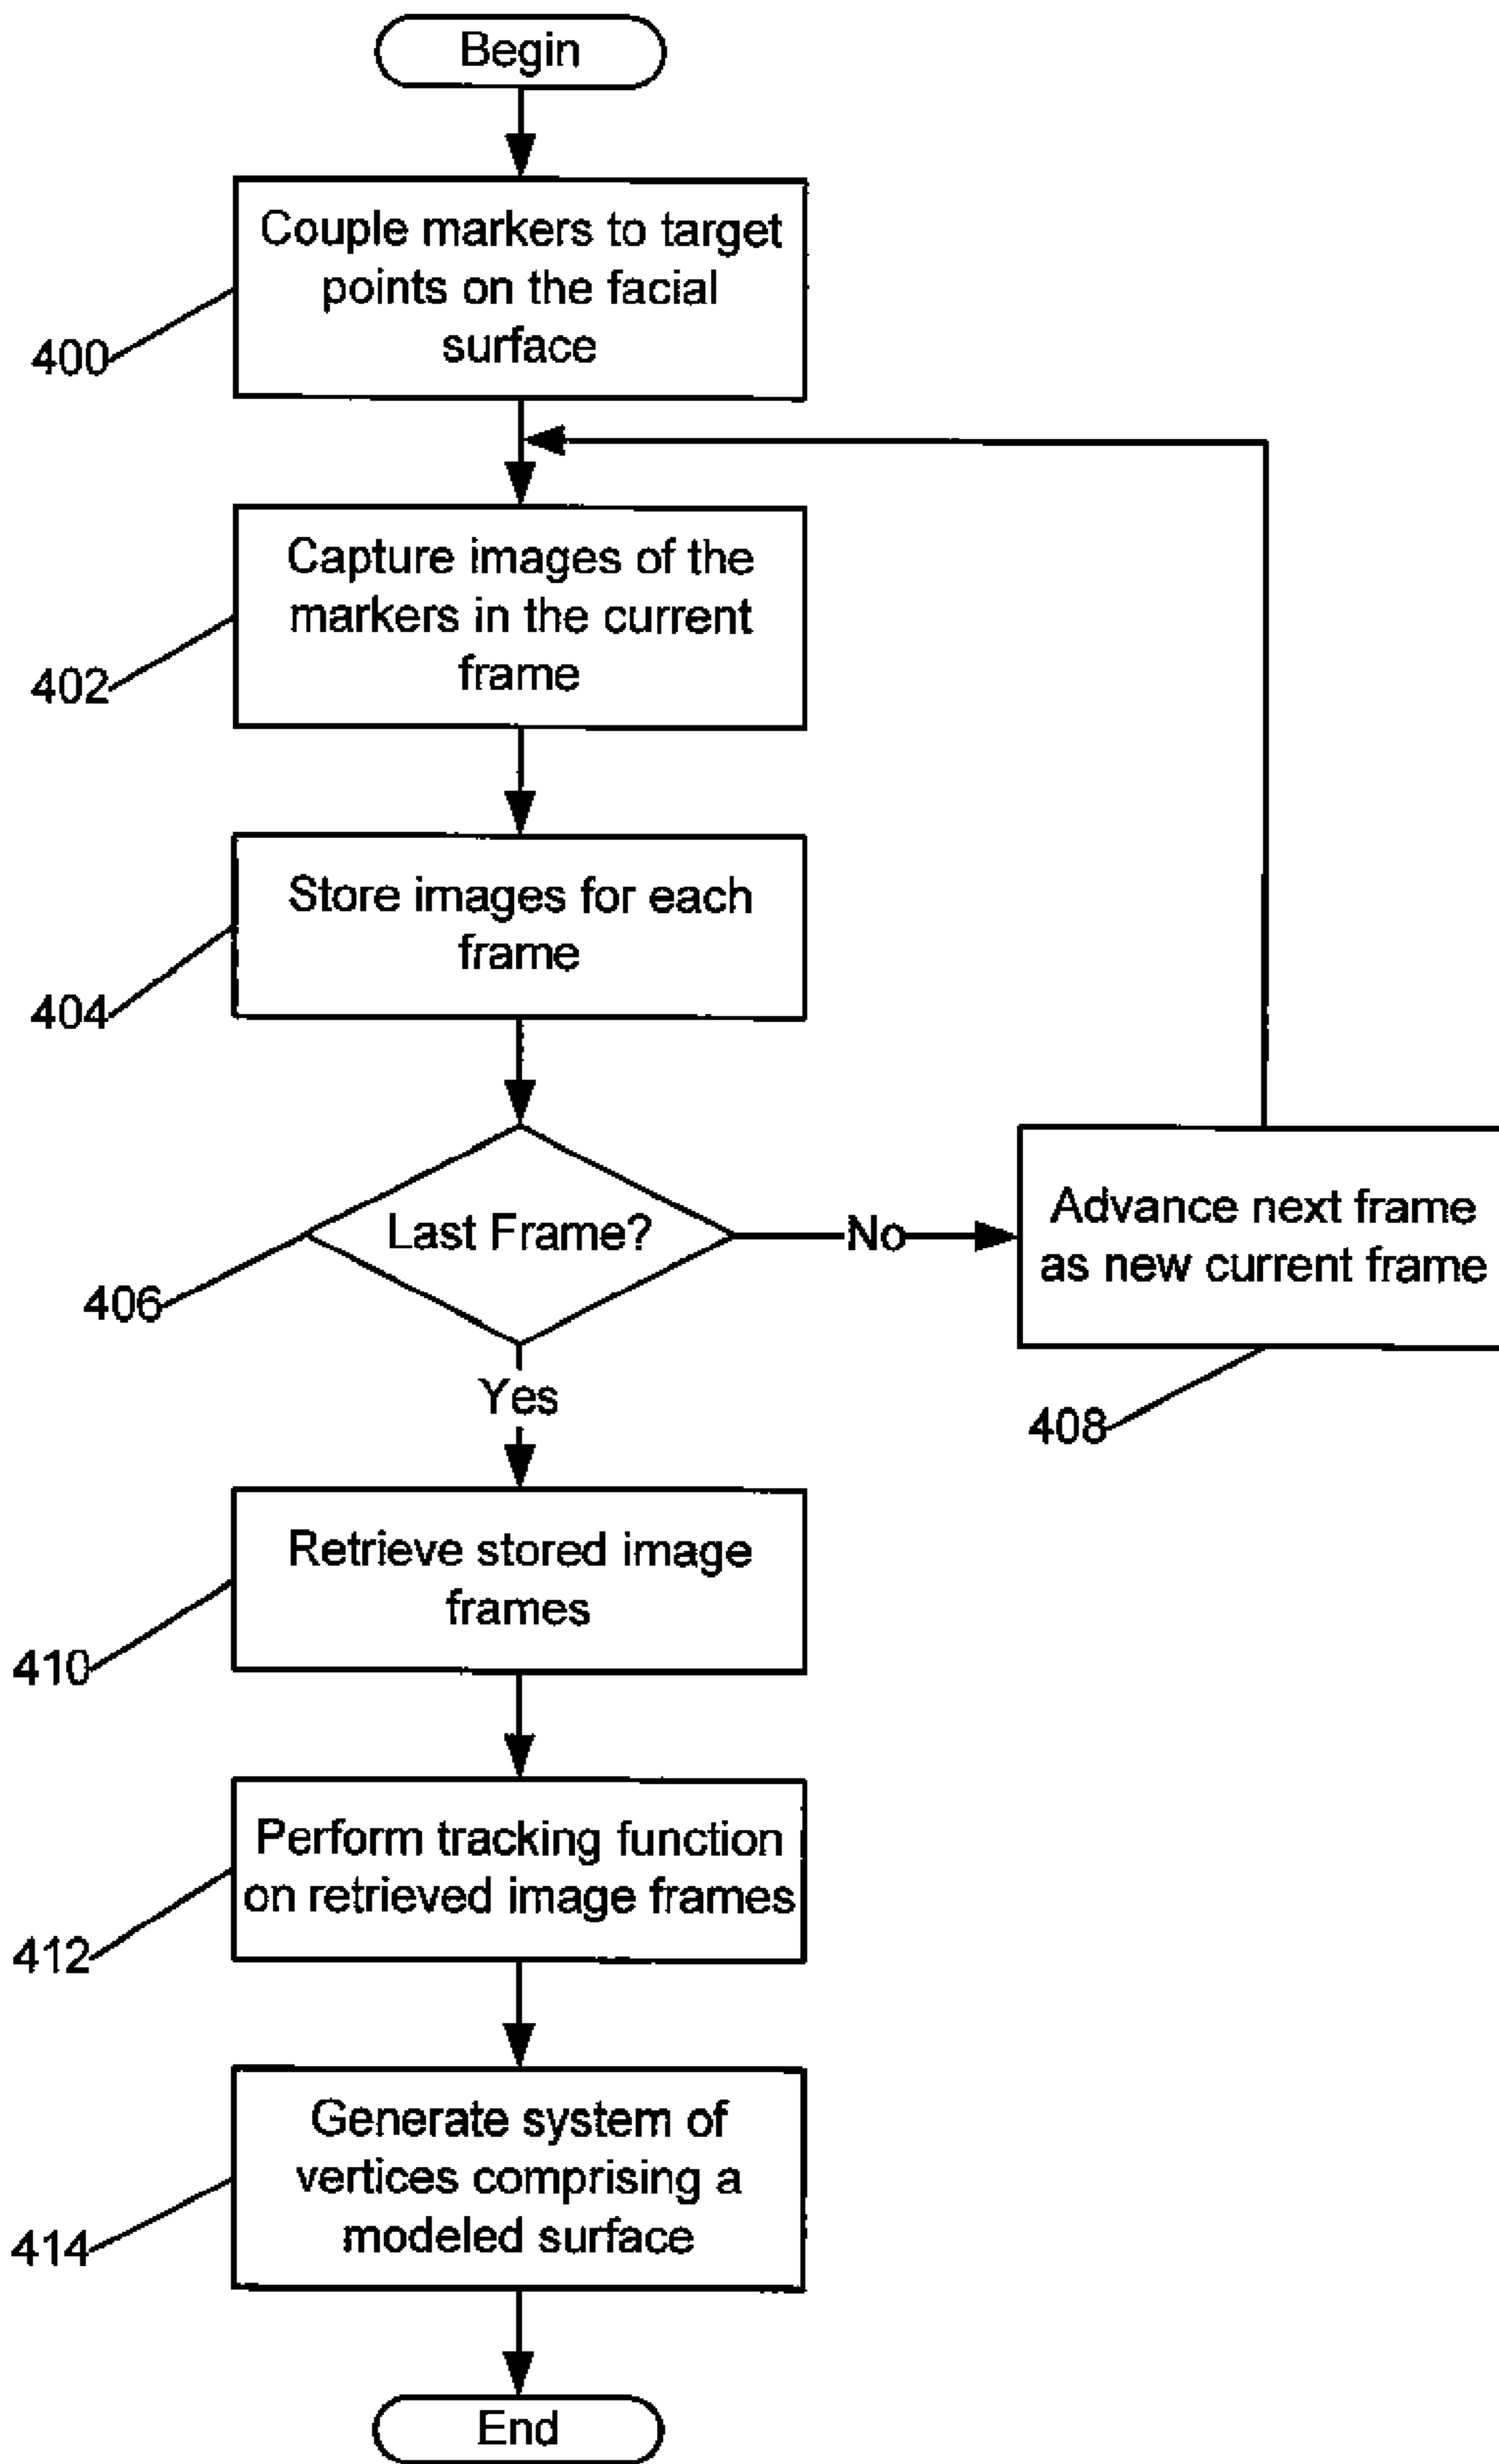 Begin
Couple markers to target
points on the facial
surface
400
Capture images of the
markers in the current
frame
402
Store images for each
frame
404
Last Frame?
406
No
Advance next frame
as new current frame
408
Yes
Retrieve stored image
frames
410
Perform tracking function
on retrieved image frames
412
Generate system of
vertices comprising a
modeled surface
414
End